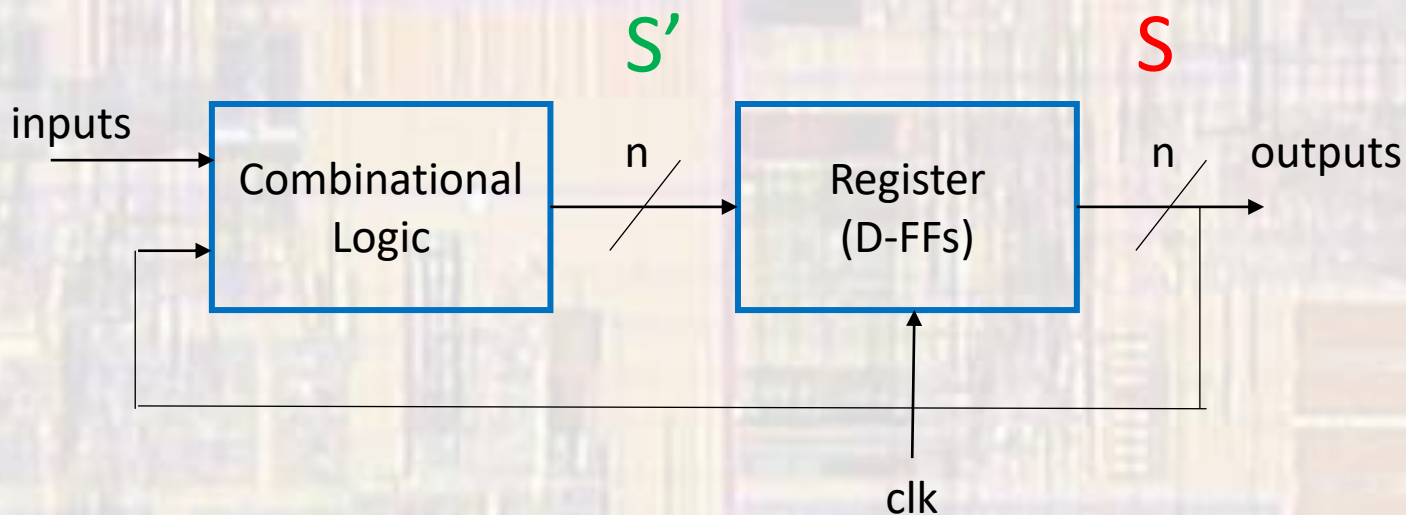 S’
S
inputs
n
n
outputs
Combinational
Logic
Register
(D-FFs)
clk